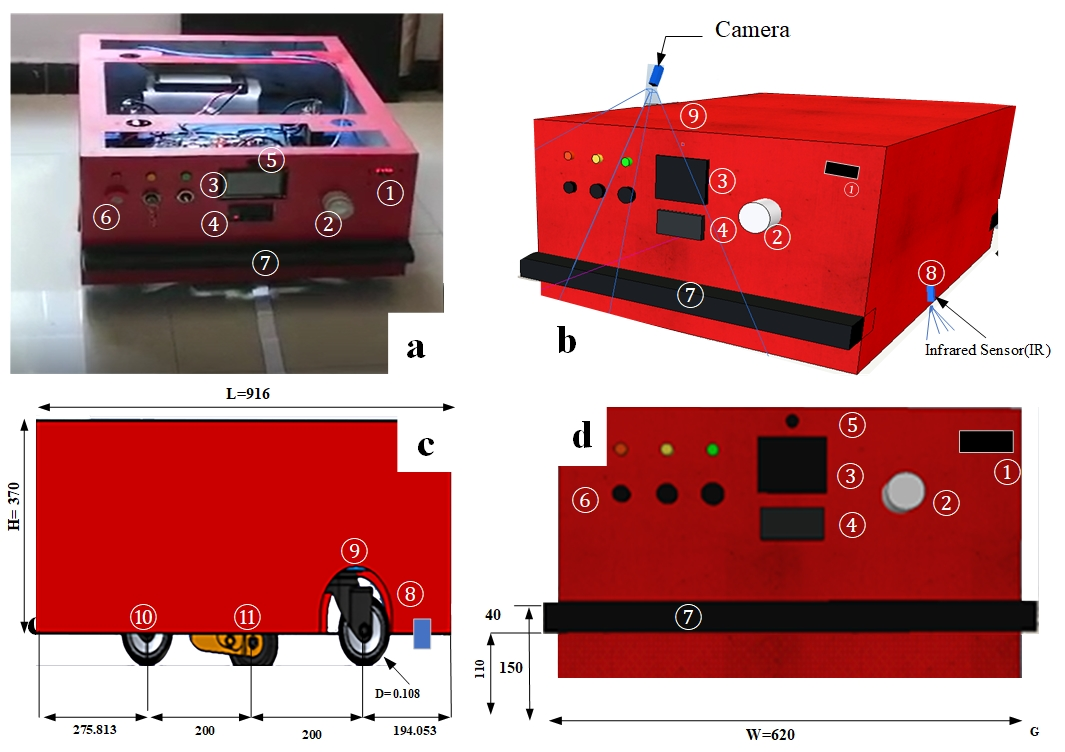 Camera
⑨
⑤
③
①
⑥
④
②
⑦
a
③
①
④
②
⑦
⑧
b
Infrared Sensor(IR)
L=916
c
H= 370
⑨
⑧
⑩
⑪
D= 0.108
275.813
200
200
194.053
d
⑤
①
③
⑥
②
④
⑦
40
110
150
W=620
G